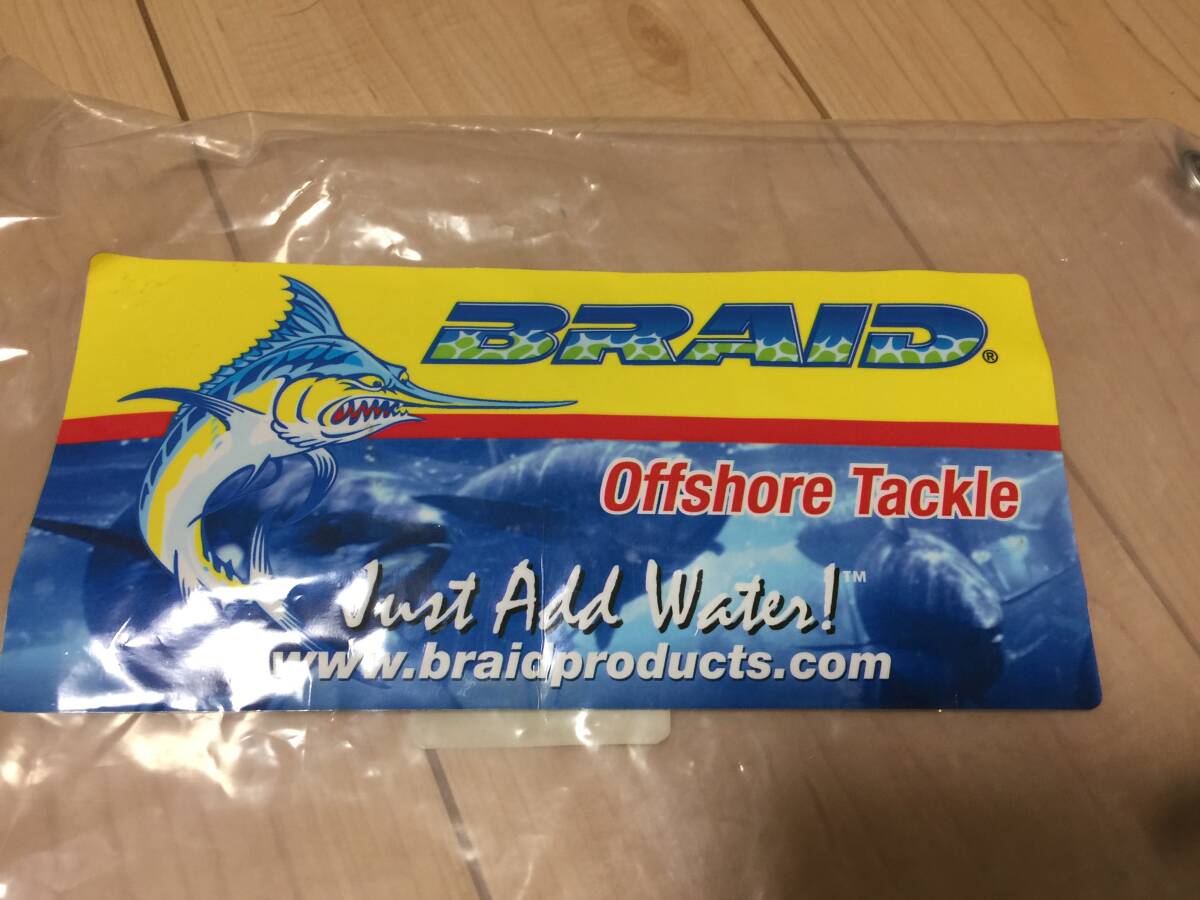 BRAID®
Offshore Tackle
Just Add Water!™
www.braidproducts.com